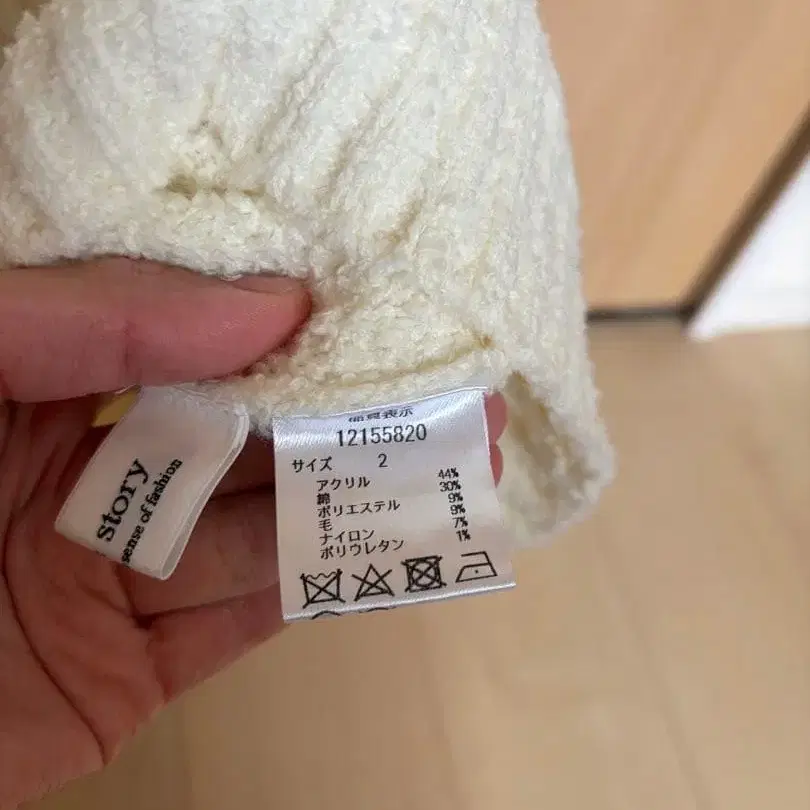 story
sense of fashion
品質表示
12155820
サイズ 2
アクリル 44%
綿 30%
ポリエステル 9%
毛 9%
ナイロン 7%
ポリウレタン 1%